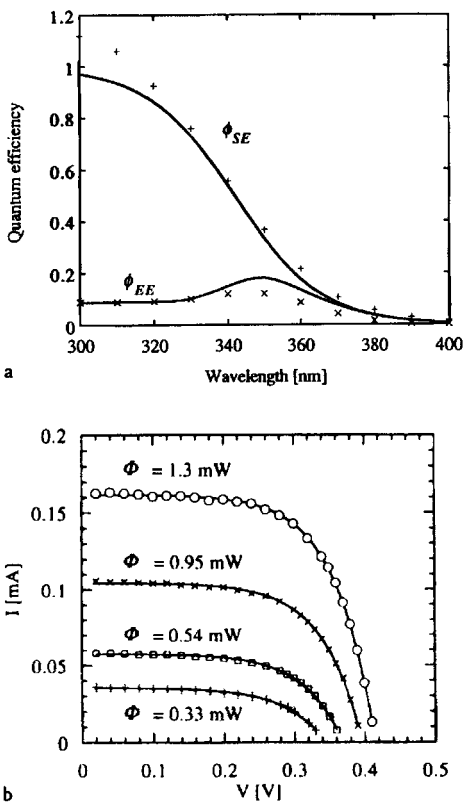 a
1.2
1
0.8
0.6
0.4
0.2
0
Quantum efficiency
ϕSE
ϕEE
300 320 340 360 380 400
Wavelength [nm]
b
0.2
0.15
0.1
0.05
0
I [mA]
Φ = 1.3 mW
Φ = 0.95 mW
Φ = 0.54 mW
Φ = 0.33 mW
0 0.1 0.2 0.3 0.4 0.5
V [V]